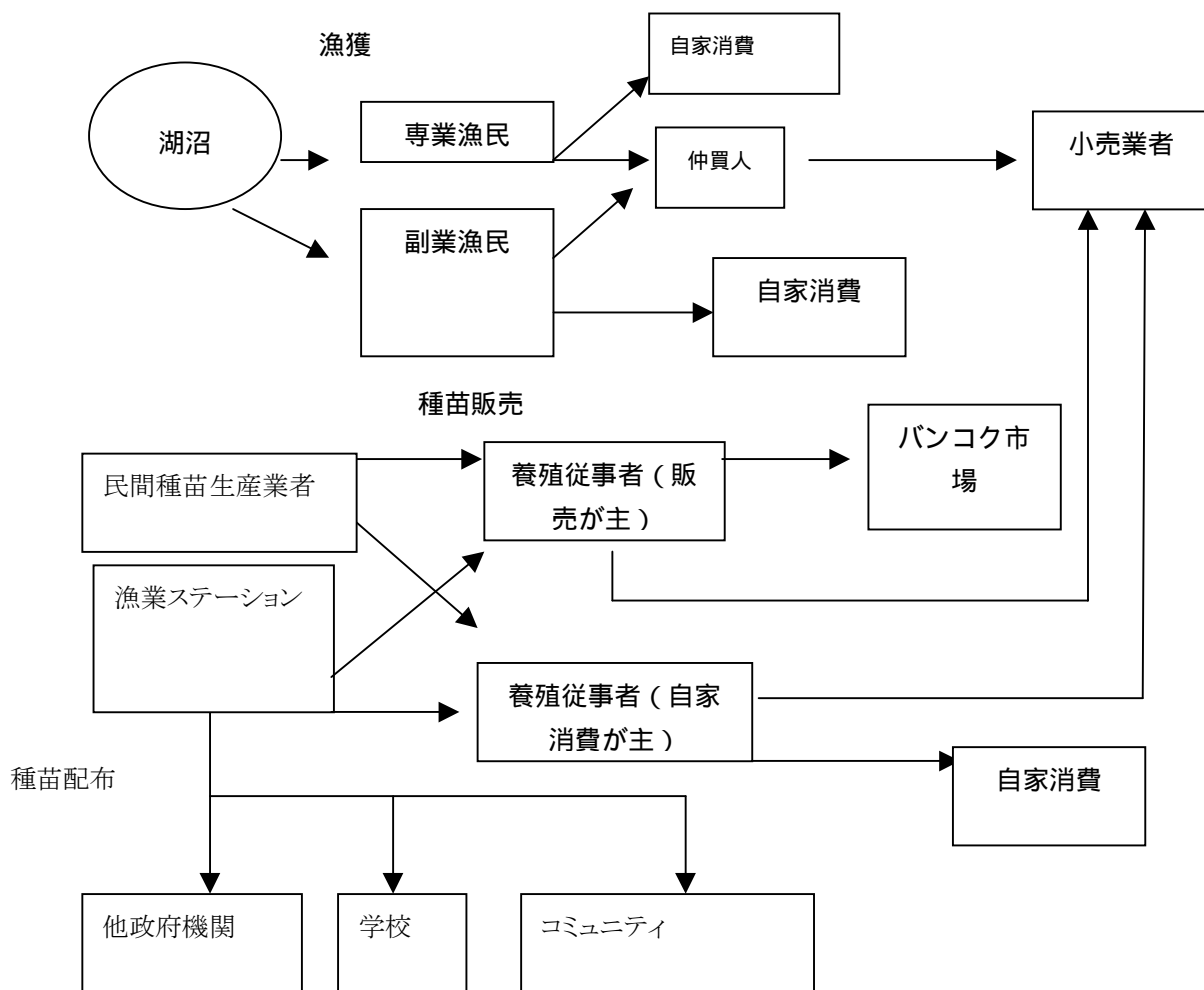 漁獲
自家消費
湖沼
専業漁民
仲買人
小売業者
副業漁民
自家消費
種苗販売
民間種苗生産業者
養殖従事者（販
売が主）
バンコク市
場
漁業ステーション
養殖従事者（自家
消費が主）
種苗配布
自家消費
他政府機関
学校
コミュニティ